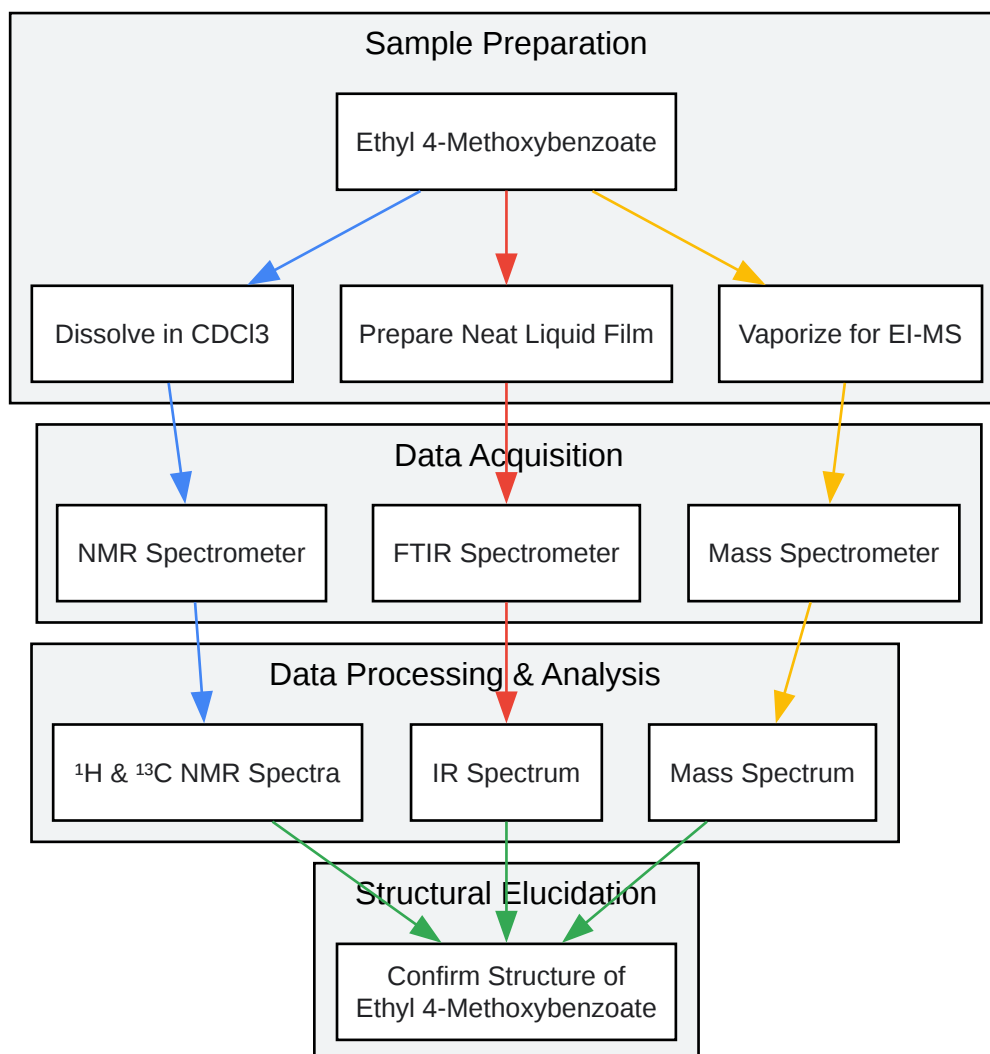 Sample Preparation
Ethyl 4-Methoxybenzoate
Dissolve in CDCl3
Prepare Neat Liquid Film
Vaporize for EI-MS
Data Acquisition
NMR Spectrometer
FTIR Spectrometer
Mass Spectrometer
Data Processing & Analysis
¹H & ¹³C NMR Spectra
IR Spectrum
Mass Spectrum
Structural Elucidation
Confirm Structure of
Ethyl 4-Methoxybenzoate